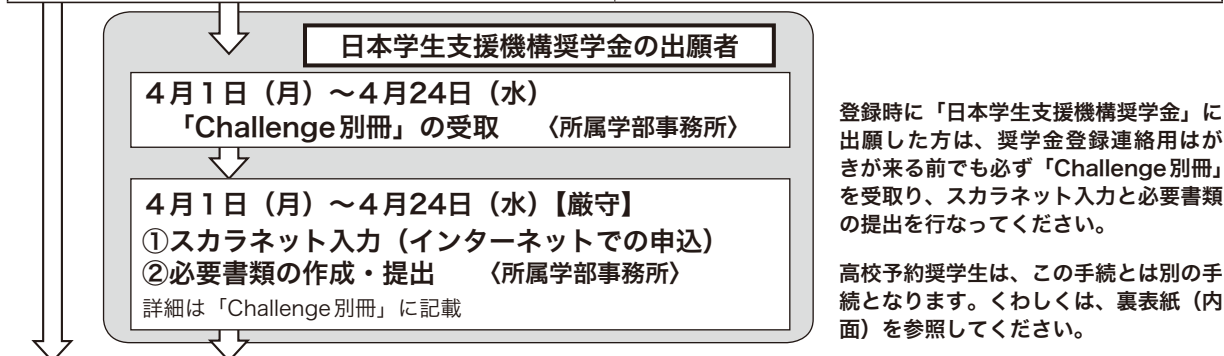 日本学生支援機構奨学金の出願者
4月1日（月）～4月24日（水）
「Challenge別冊」の受取　〈所属学部事務所〉
4月1日（月）～4月24日（水）【厳守】
①スカラネット入力（インターネットでの申込）
②必要書類の作成・提出　〈所属学部事務所〉
詳細は「Challenge別冊」に記載
登録時に「日本学生支援機構奨学金」に
出願した方は、奨学金登録連絡用はが
きが来る前でも必ず「Challenge別冊」
を受取り、スカラネット入力と必要書類
の提出を行なってください。
高校予約奨学生は、この手続とは別の手
続となります。くわしくは、裏表紙（内
面）を参照してください。